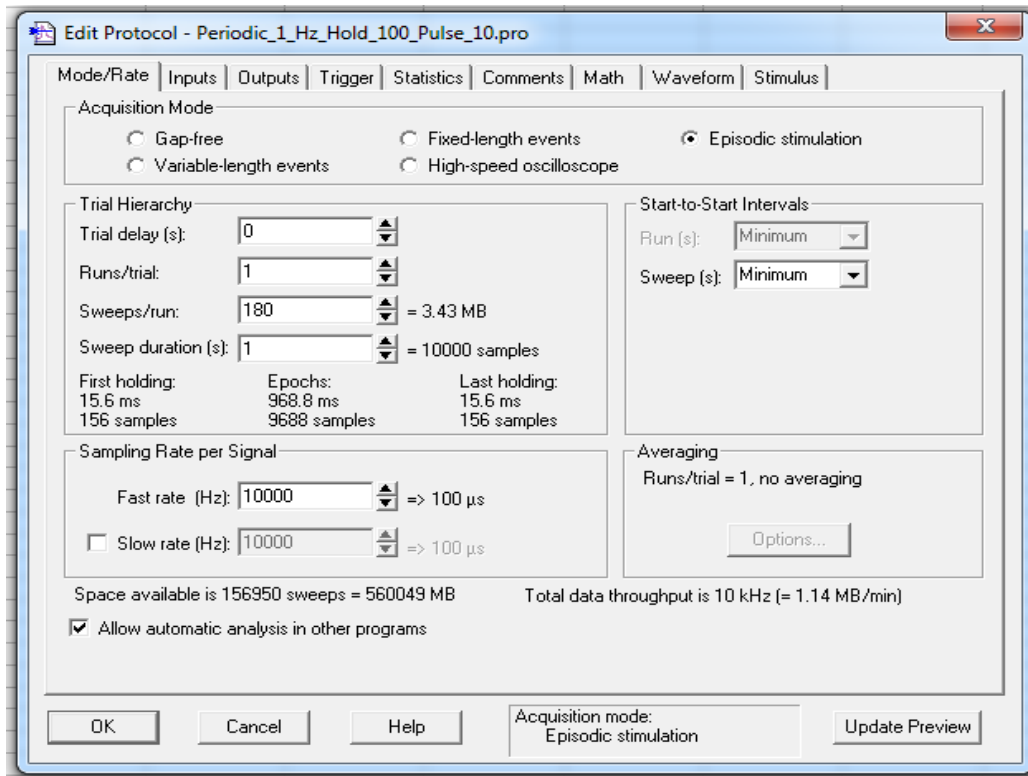 Edit Protocol - Periodic_1_Hz_Hold_100_Pulse_10.pro
Mode/Rate Inputs Outputs Trigger Statistics Comments Math Waveform Stimulus
Acquisition Mode
Gap-free Fixed-length events Episodic stimulation
Variable-length events High-speed oscilloscope
Trial Hierarchy
Trial delay (s): 0
Runs/trial: 1
Sweeps/run: 180 = 3.43 MB
Sweep duration (s): 1 = 10000 samples
First holding: Epochs: Last holding:
15.6 ms 968.8 ms 15.6 ms
156 samples 9688 samples 156 samples
Start-to-Start Intervals
Run (s): Minimum
Sweep (s): Minimum
Sampling Rate per Signal
Fast rate (Hz): 10000 => 100 µs
Slow rate (Hz): 10000 => 100 µs
Averaging
Runs/trial = 1, no averaging
Options...
Space available is 156950 sweeps = 560049 MB Total data throughput is 10 kHz (= 1.14 MB/min)
Allow automatic analysis in other programs
OK Cancel Help
Acquisition mode:
Episodic stimulation
Update Preview